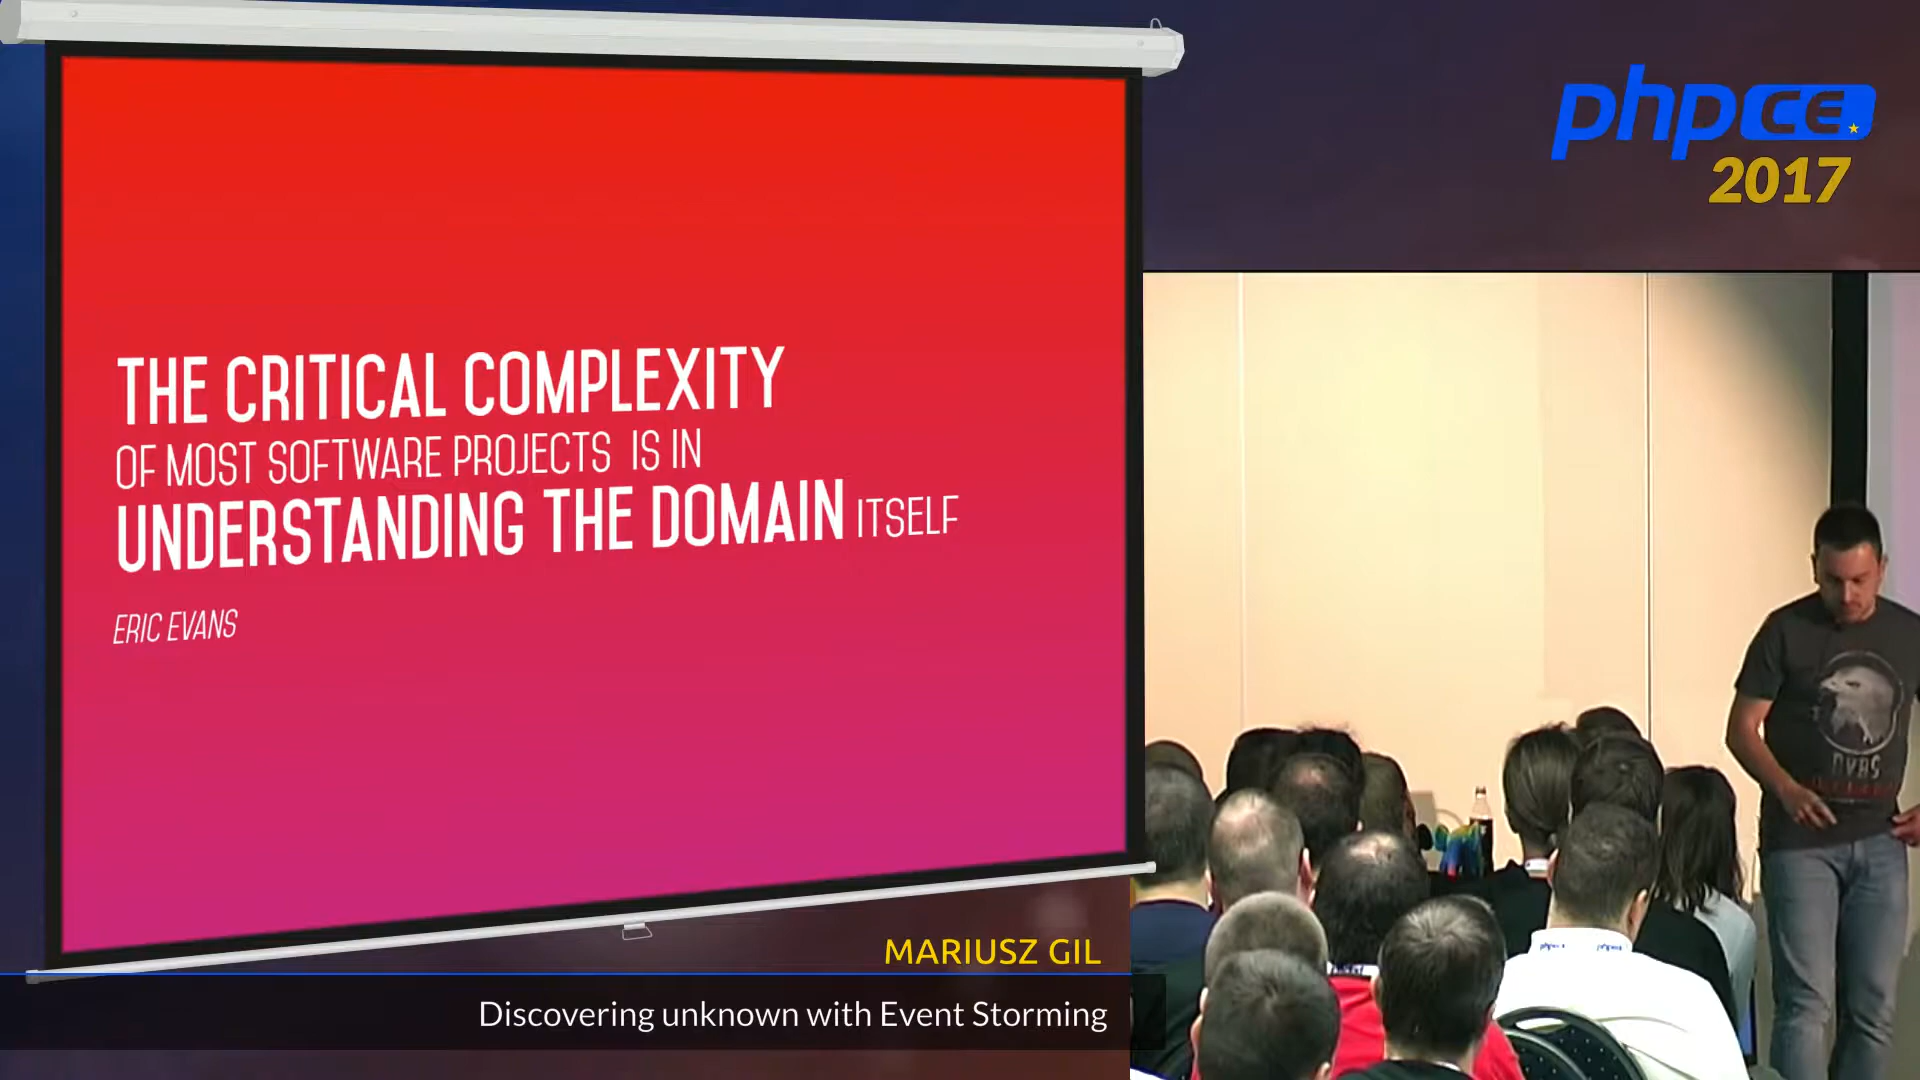 THE CRITICAL COMPLEXITY
OF MOST SOFTWARE PROJECTS IS IN
UNDERSTANDING THE DOMAIN ITSELF
ERIC EVANS
phpCE
2017
MARIUSZ GIL
Discovering unknown with Event Storming